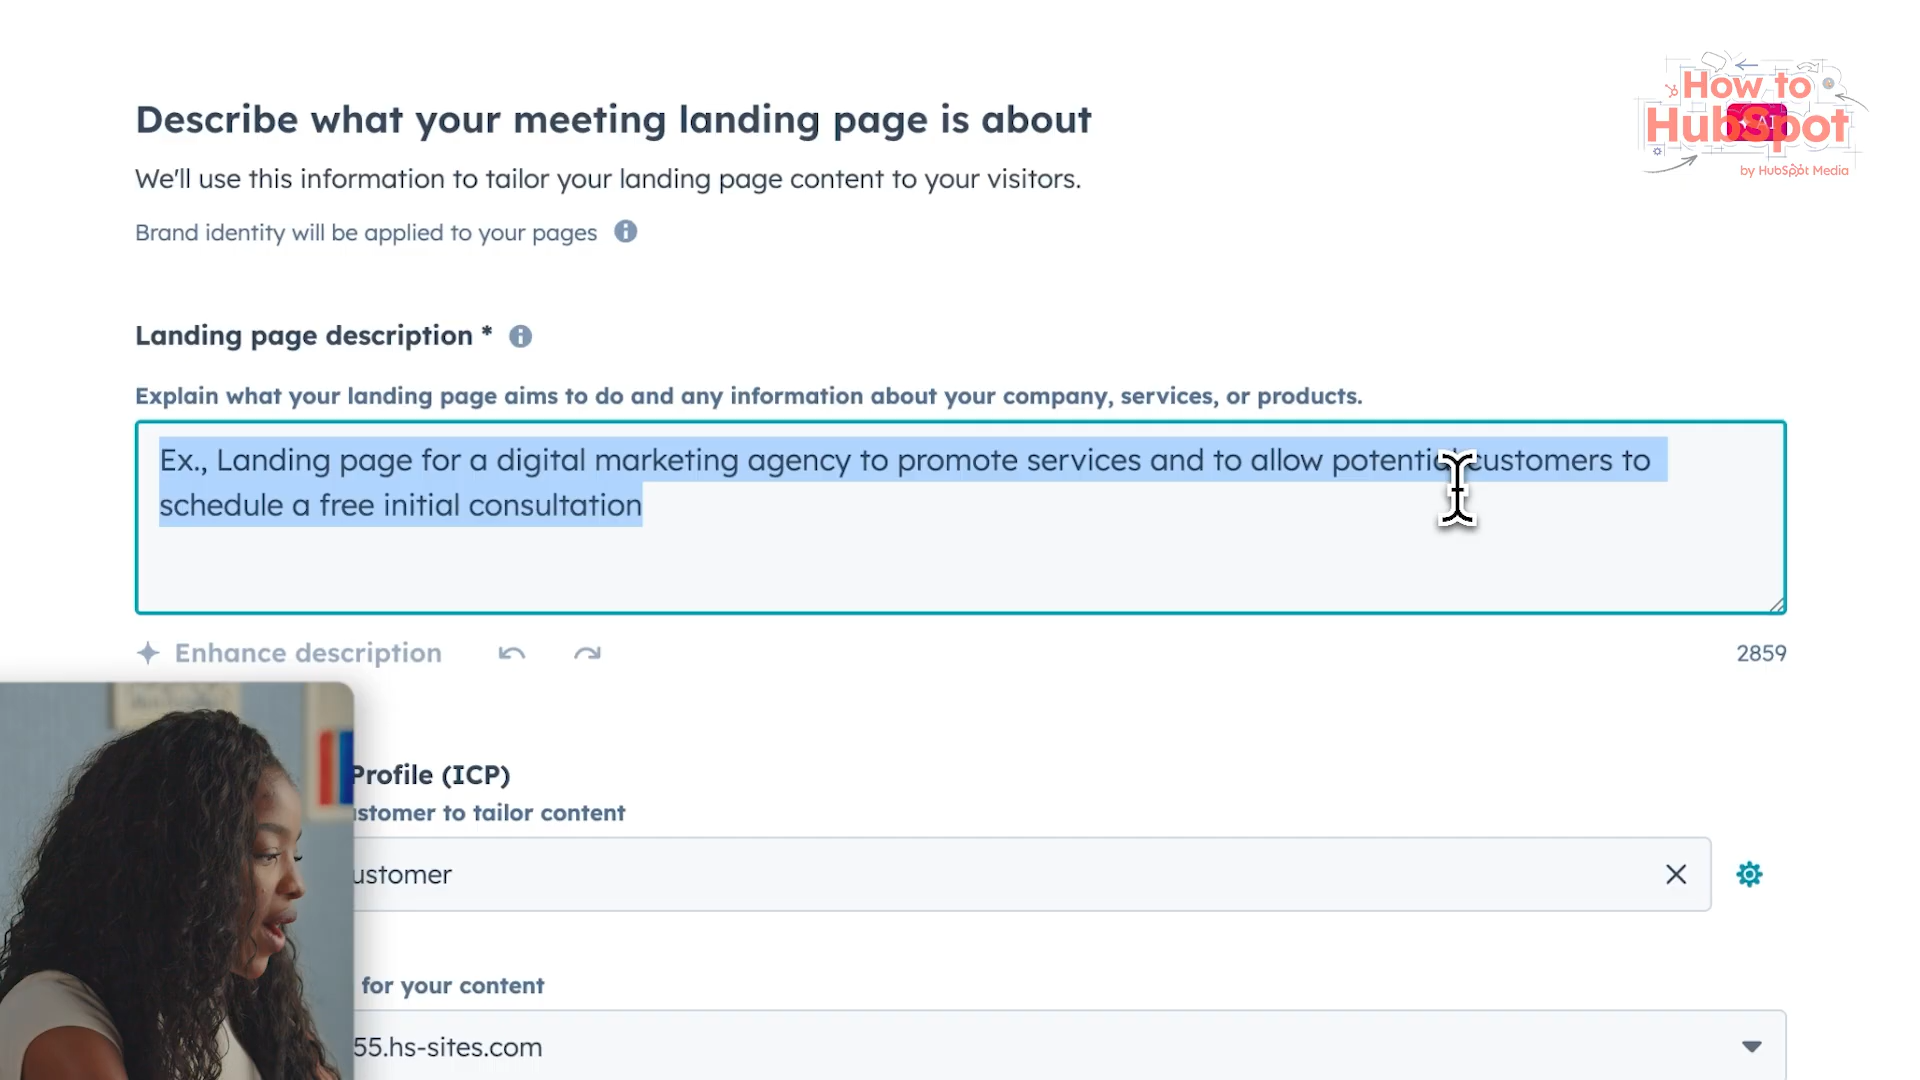 How to
HubSpot
AI
by HubSpot Media
Describe what your meeting landing page is about
We'll use this information to tailor your landing page content to your visitors.
Brand identity will be applied to your pages
Landing page description *
Explain what your landing page aims to do and any information about your company, services, or products.
Ex., Landing page for a digital marketing agency to promote services and to allow potential customers to
schedule a free initial consultation
Enhance description
2859
Profile (ICP)
ustomer to tailor content
ustomer
for your content
55.hs-sites.com